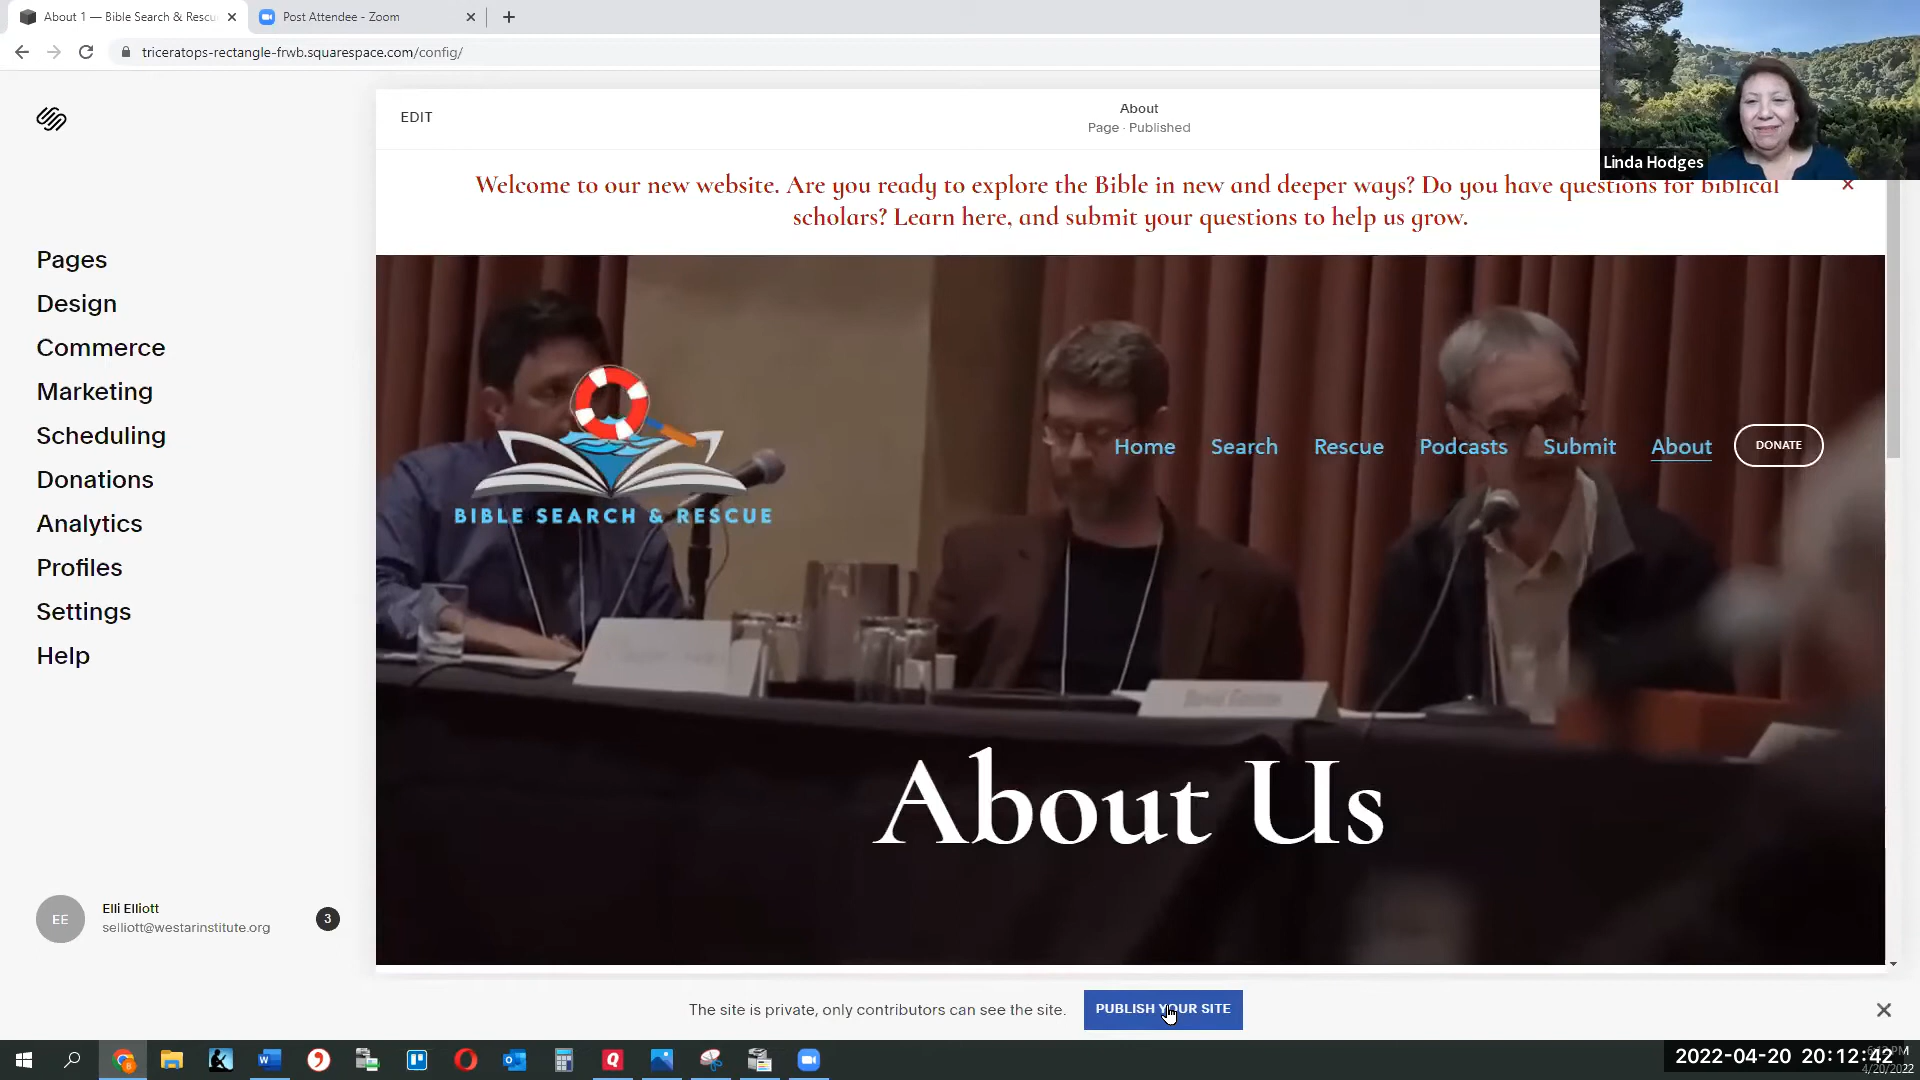 About 1 — Bible Search & Rescu
Post Attendee - Zoom
triceratops-rectangle-frwb.squarespace.com/config/
Linda Hodges
EDIT
About
Page · Published
Welcome to our new website. Are you ready to explore the Bible in new and deeper ways? Do you have questions for biblical
scholars? Learn here, and submit your questions to help us grow.
Pages
Design
Commerce
Marketing
Scheduling
Donations
Analytics
Profiles
Settings
Help
BIBLE SEARCH & RESCUE
Home Search Rescue Podcasts Submit About DONATE
About Us
EE
Elli Elliott
selliott@westarinstitute.org
3
The site is private, only contributors can see the site.
PUBLISH YOUR SITE
2022-04-20 20:12:42
4/20/2022